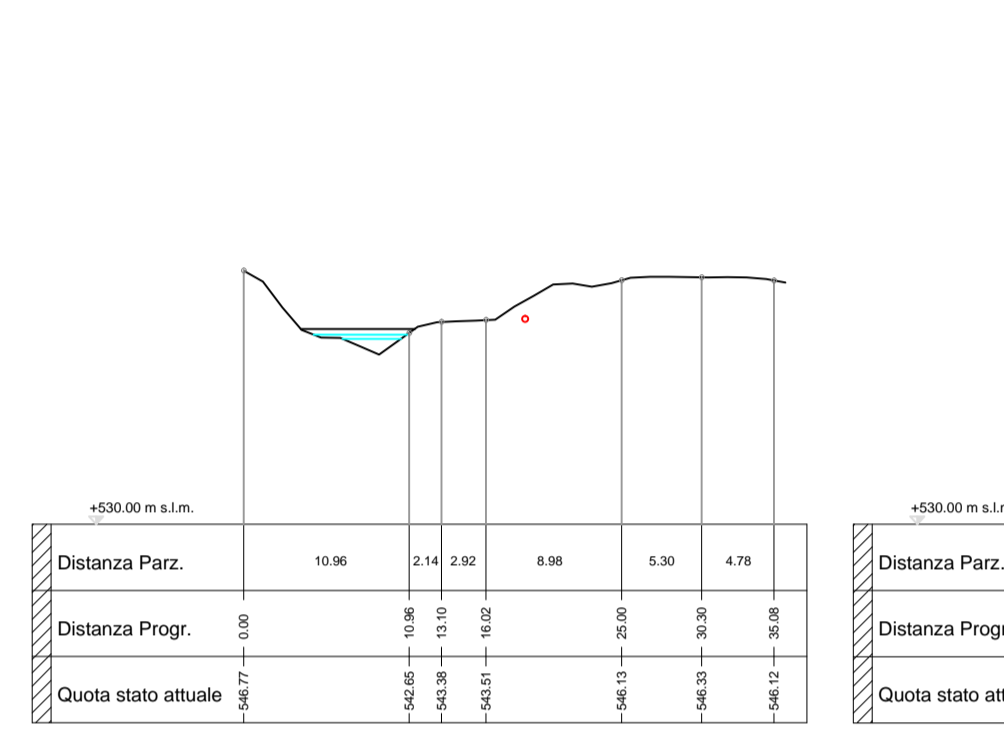 +530.00 m s.l.m.
Distanza Parz. 10.96 2.14 2.92 8.98 5.30 4.78
Distanza Progr. 0.00 10.96 13.10 16.02 25.00 30.30 35.08
Quota stato attuale 546.77 542.65 543.38 543.51 546.13 546.33 546.12
+530.00 m s.l.
Distanza Parz.
Distanza Prog
Quota stato at